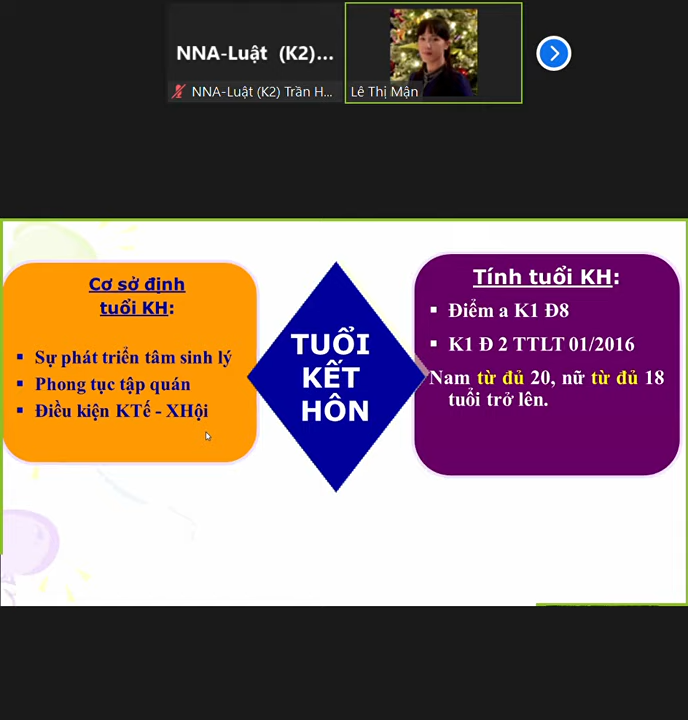 NNA-Luật (K2)...
NNA-Luật (K2) Trần H...
Lê Thị Mận
Cơ sở định
tuổi KH:
▪ Sự phát triển tâm sinh lý
▪ Phong tục tập quán
▪ Điều kiện KTế - XHội
TUỔI
KẾT
HÔN
Tính tuổi KH:
▪ Điểm a K1 Đ8
▪ K1 Đ 2 TTLT 01/2016
Nam từ đủ 20, nữ từ đủ 18
tuổi trở lên.